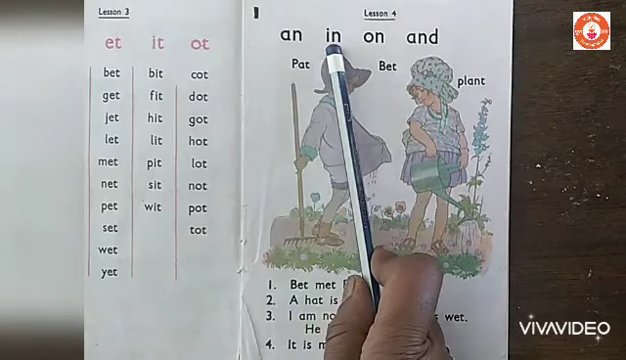 Lesson 3
et it ot
bet bit cot
get fit dot
jet hit got
let lit hot
met pit lot
net sit not
pet wit pot
set tot
wet
yet
Lesson 4
an in on and
Pat Bet plant
1. Bet met
2. A hat is
3. I am wet.
He
4. It is
VIVAVIDEO